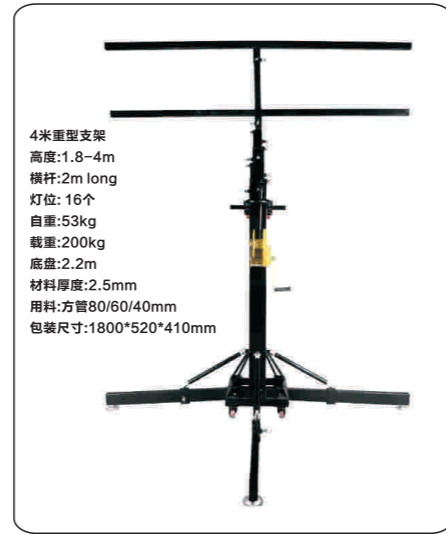 4米重型支架
高度:1.8-4m
横杆:2m long
灯位: 16个
自重:53kg
载重:200kg
底盘:2.2m
材料厚度:2.5mm
用料:方管80/60/40mm
包装尺寸:1800*520*410mm